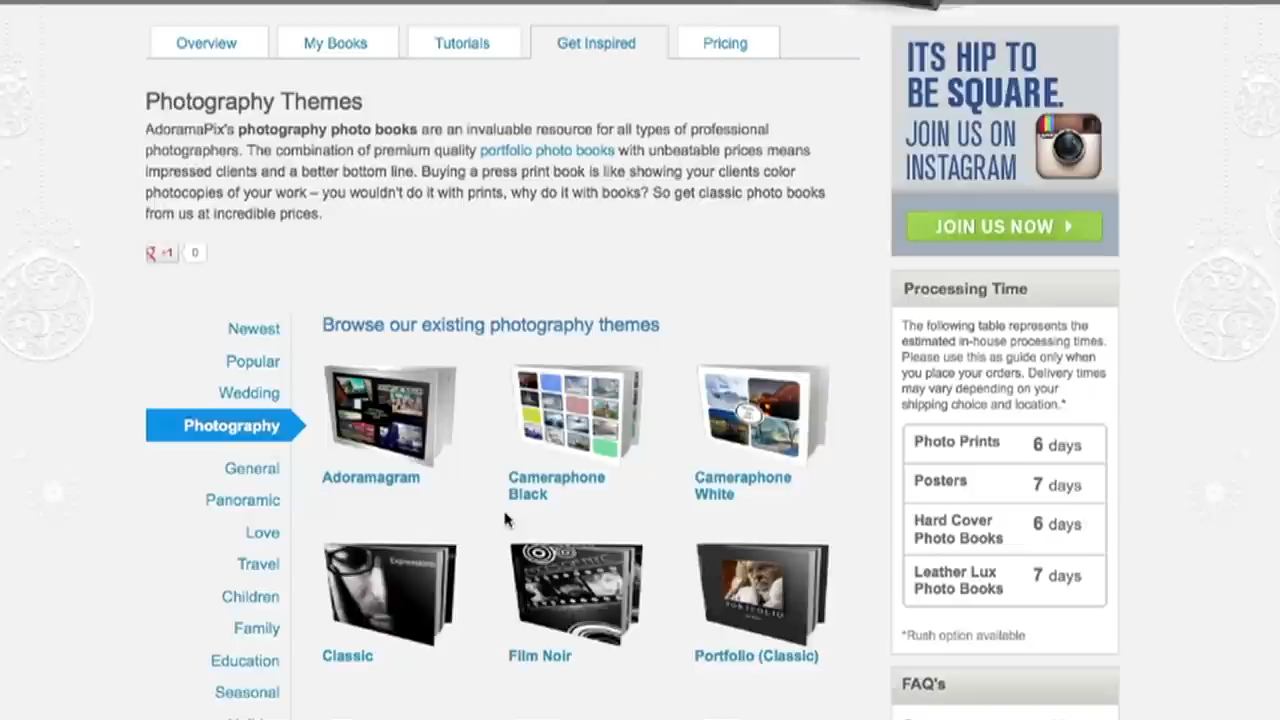 Overview
My Books
Tutorials
Get Inspired
Pricing
Photography Themes
AdoramaPix's photography photo books are an invaluable resource for all types of professional
photographers. The combination of premium quality portfolio photo books with unbeatable prices means
impressed clients and a better bottom line. Buying a press print book is like showing your clients color
photocopies of your work – you wouldn't do it with prints, why do it with books? So get classic photo books
from us at incredible prices.
+1
0
Newest
Popular
Wedding
Photography
General
Panoramic
Love
Travel
Children
Family
Education
Seasonal
Browse our existing photography themes
Adoramagram
Cameraphone
Black
Cameraphone
White
Expressions
Classic
Film Noir
PORTFOLIO
Portfolio (Classic)
ITS HIP TO
BE SQUARE.
JOIN US ON
INSTAGRAM
JOIN US NOW
Processing Time
The following table represents the
estimated in-house processing times.
Please use this as guide only when
you place your orders. Delivery times
may vary depending on your
shipping choice and location.*
Photo Prints 6 days
Posters 7 days
Hard Cover
Photo Books 6 days
Leather Lux
Photo Books 7 days
*Rush option available
FAQ's